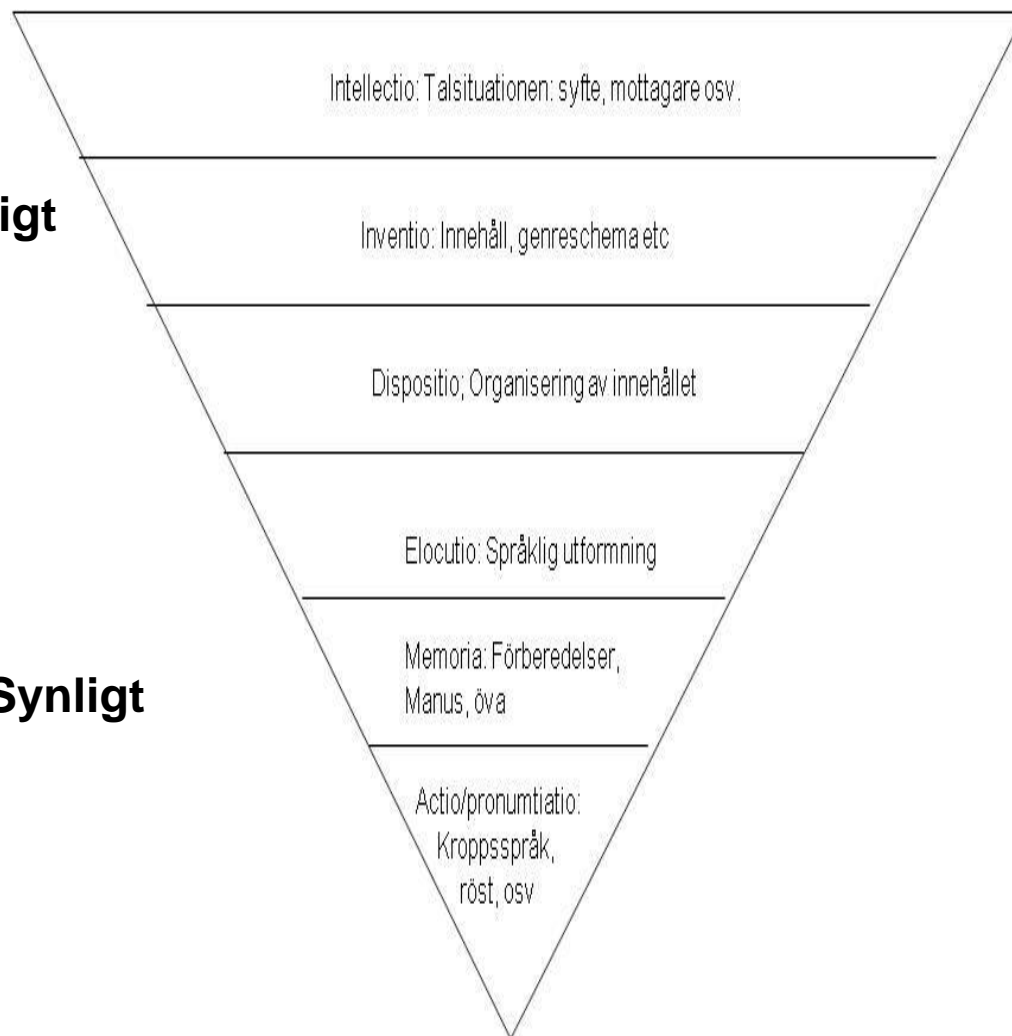 Intellectio: Talsituationen: syfte, mottagare osv.
igt
Inventio: Innehåll, genreschema etc
Dispositio; Organisering av innehållet
Elocutio: Språklig utformning
Memoria: Förberedelser,
Manus, öva
Synligt
Actio/pronumtiatio:
Kroppsspråk,
röst, osv